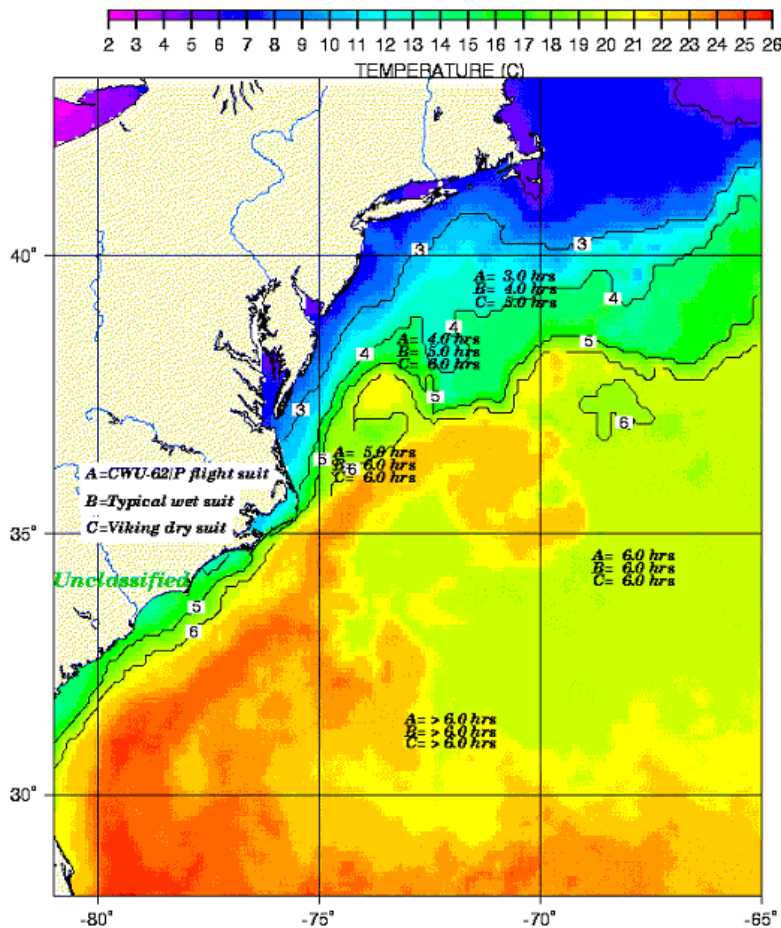 2 3 4 5 6 7 8 9 10 11 12 13 14 15 16 17 18 19 20 21 22 23 24 25 26
TEMPERATURE (C)
40°
3
3
A= 3.0 hrs
B= 4.0 hrs
C= 5.0 hrs
4
4
A= 4.0 hrs
B= 5.0 hrs
C= 6.0 hrs
5
4
5
3
6
A= 5.0 hrs
5
B= 6.0 hrs
6
C= 6.0 hrs
A=CWU-62/P flight suit
B=Typical wet suit
C=Viking dry suit
35°
A= 6.0 hrs
B= 6.0 hrs
C= 6.0 hrs
Unclassified
5
6
A= > 6.0 hrs
B= > 6.0 hrs
C= > 6.0 hrs
30°
-80° -75° -70° -65°